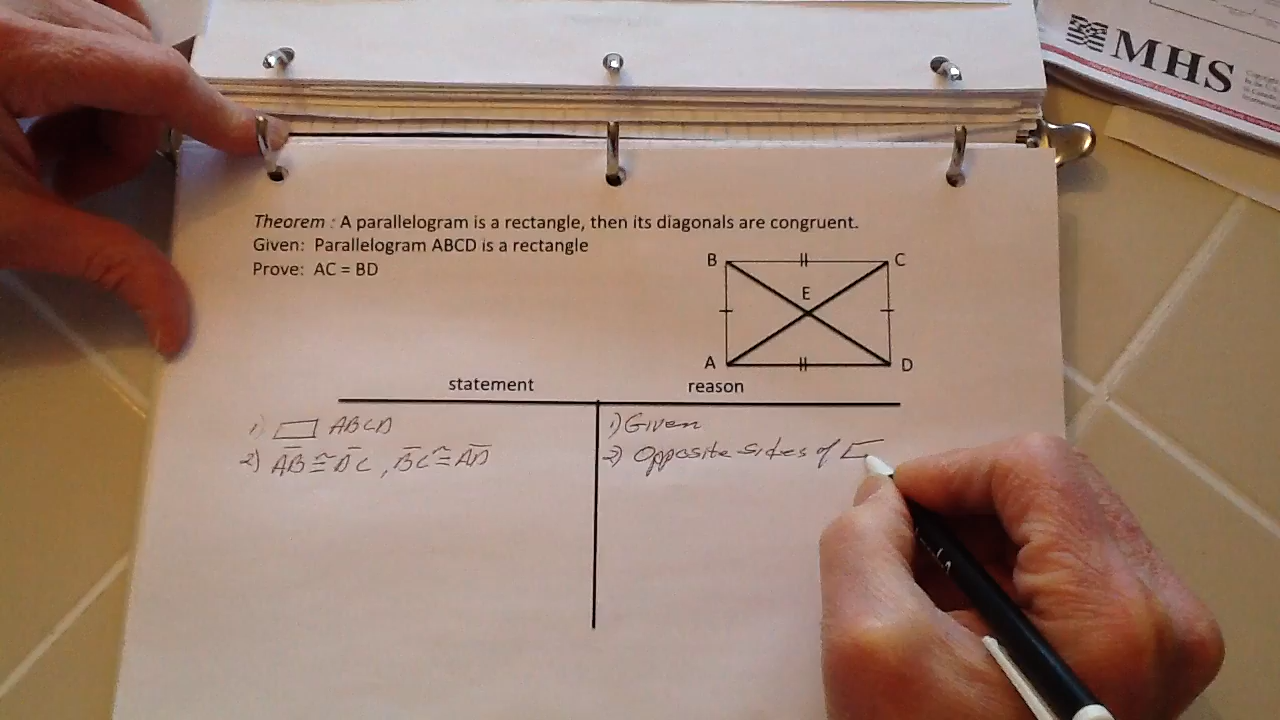 MHS
Theorem : A parallelogram is a rectangle, then its diagonals are congruent.
Given: Parallelogram ABCD is a rectangle
Prove: AC = BD
B C
E
A D
statement reason
1) ▭ ABCD 1) Given
2) AB ≅ DC , BC ≅ AD 2) Opposite sides of